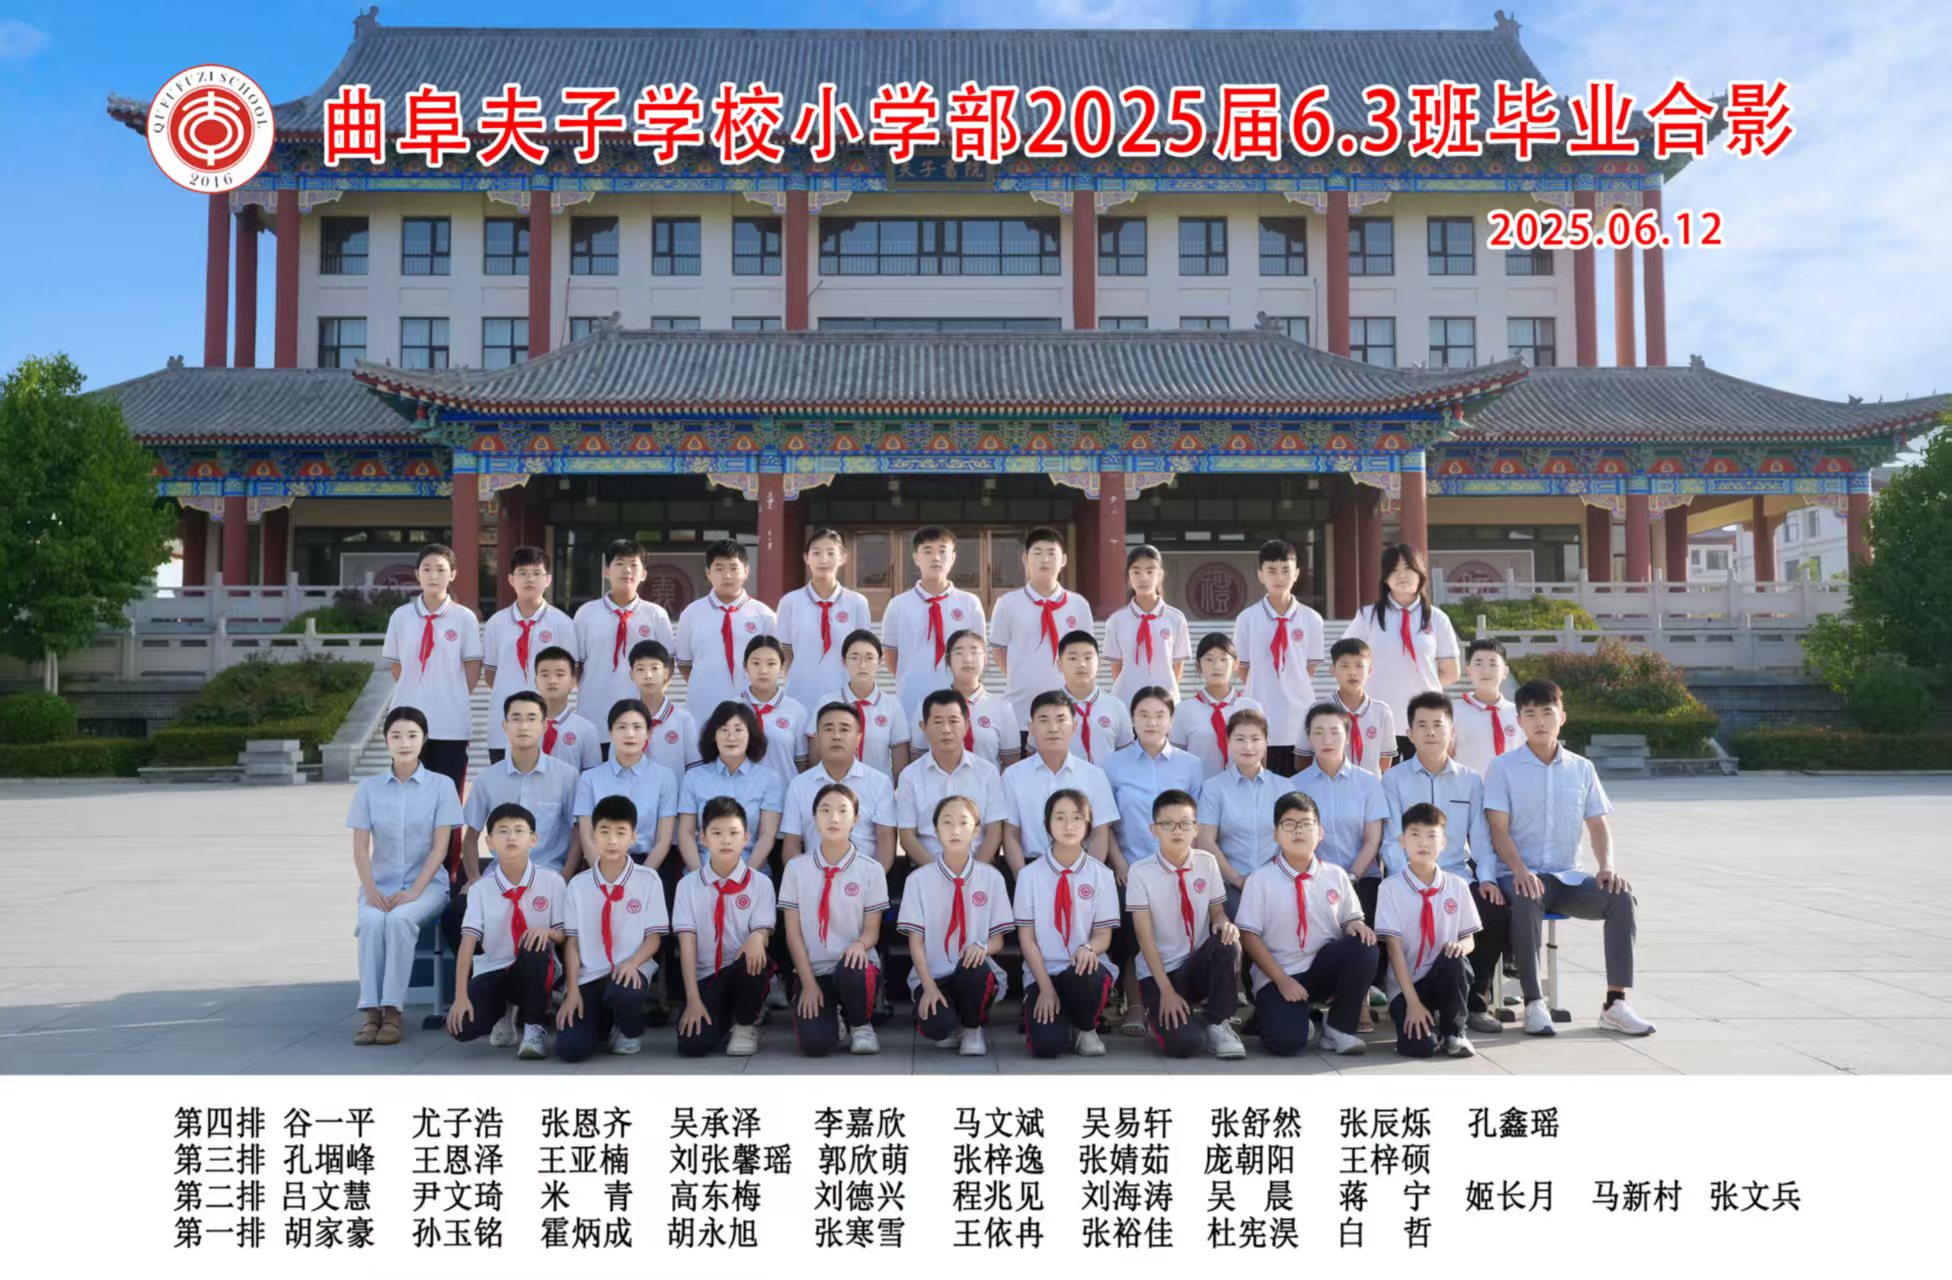 QUFU FUZI SCHOOL
2016
曲阜夫子学校小学部2025届6.3班毕业合影
夫子書院
2025.06.12
禮
第四排 谷一平 尤子浩 张恩齐 吴承泽 李嘉欣 马文斌 吴易轩 张舒然 张辰烁 孔鑫瑶
第三排 孔堌峰 王恩泽 王亚楠 刘张馨瑶 郭欣萌 张梓逸 张婧茹 庞朝阳 王梓硕
第二排 吕文慧 尹文琦 米 青 高东梅 刘德兴 程兆见 刘海涛 吴 晨 蒋 宁 姬长月 马新村 张文兵
第一排 胡家豪 孙玉铭 霍炳成 胡永旭 张寒雪 王依冉 张裕佳 杜宪淏 白 哲